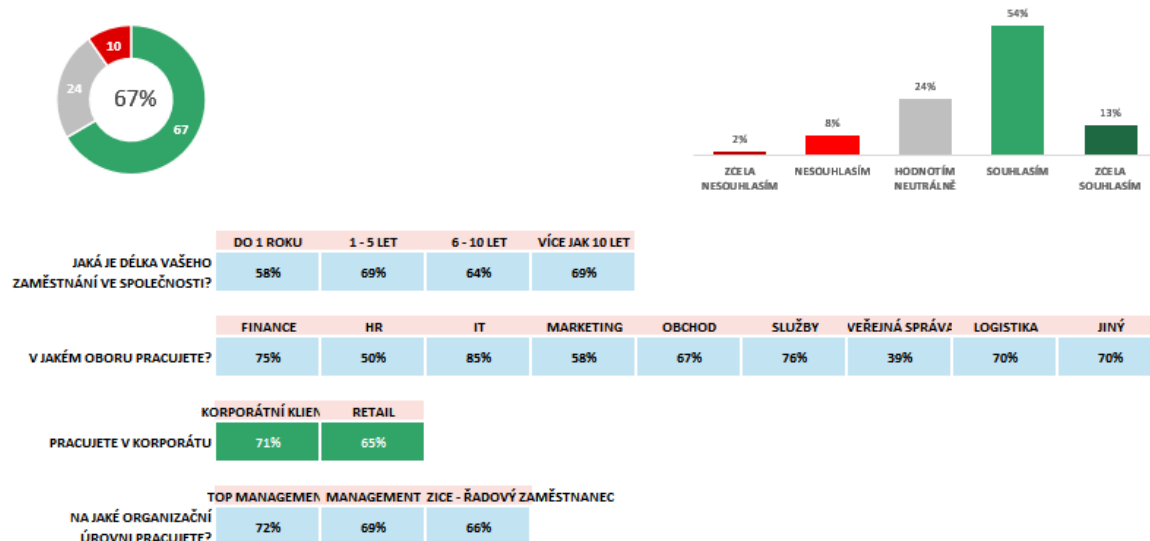 10
24
67%
67
54%
24%
13%
8%
2%
ZCELA NESOUHLASÍM
NESOUHLASÍM
HODNOTÍM NEUTRÁLNĚ
SOUHLASÍM
ZCELA SOUHLASÍM
DO 1 ROKU 1 - 5 LET 6 - 10 LET VÍCE JAK 10 LET
JAKÁ JE DÉLKA VAŠEHO
ZAMĚSTNÁNÍ VE SPOLEČNOSTI?
58% 69% 64% 69%
FINANCE HR IT MARKETING OBCHOD SLUŽBY VEŘEJNÁ SPRÁVA LOGISTIKA JINÝ
V JAKÉM OBORU PRACUJETE? 75% 50% 85% 58% 67% 76% 39% 70% 70%
KORPORÁTNÍ KLIEN RETAIL
PRACUJETE V KORPORÁTU 71% 65%
TOP MANAGEMEN MANAGEMENT ZICE - ŘADOVÝ ZAMĚSTNANEC
NA JAKÉ ORGANIZAČNÍ
ÚROVNI PRACUJETE?
72% 69% 66%